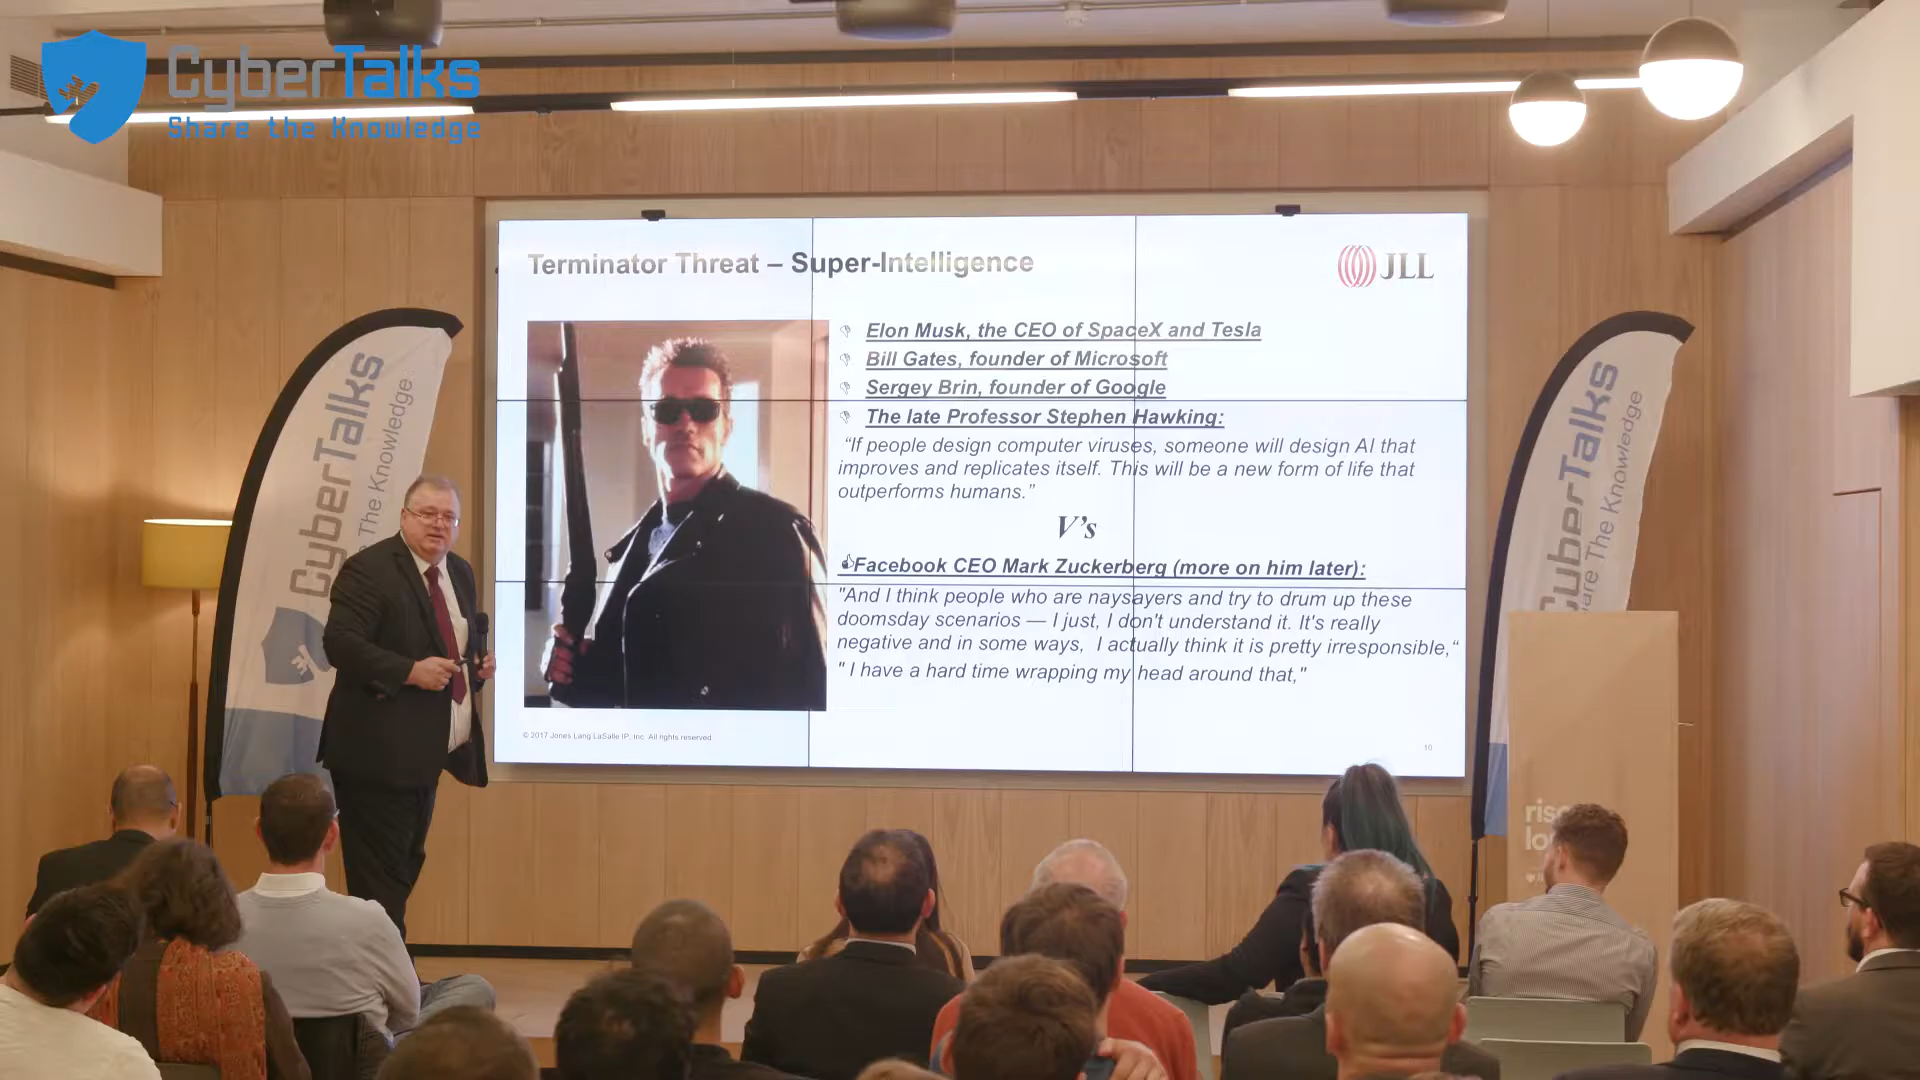 CyberTalks
Share the Knowledge
Terminator Threat – Super-Intelligence
JLL
Elon Musk, the CEO of SpaceX and Tesla
Bill Gates, founder of Microsoft
Sergey Brin, founder of Google
The late Professor Stephen Hawking:
“If people design computer viruses, someone will design AI that
improves and replicates itself. This will be a new form of life that
outperforms humans.”
V's
Facebook CEO Mark Zuckerberg (more on him later):
"And I think people who are naysayers and try to drum up these
doomsday scenarios — I just, I don't understand it. It's really
negative and in some ways,  I actually think it is pretty irresponsible,“
" I have a hard time wrapping my head around that,"
© 2017 Jones Lang LaSalle IP, Inc. All rights reserved
10
CyberTalks
The Knowledge
CyberTalks
are The Knowledge